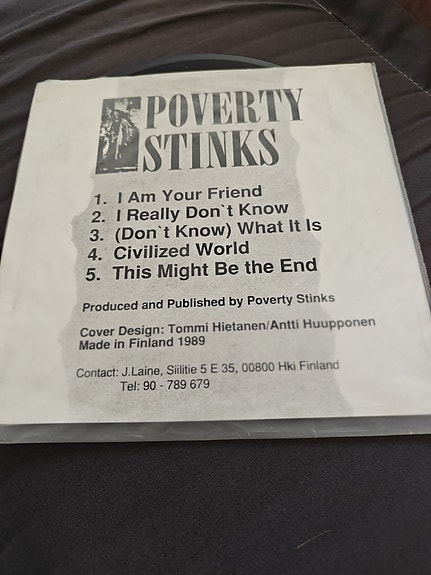 POVERTY
STINKS
1. I Am Your Friend
2. I Really Don`t Know
3. (Don`t Know) What It Is
4. Civilized World
5. This Might Be the End
Produced and Published by Poverty Stinks
Cover Design: Tommi Hietanen/Antti Huupponen
Made in Finland 1989
Contact: J.Laine, Siilitie 5 E 35, 00800 Hki Finland
Tel: 90 - 789 679